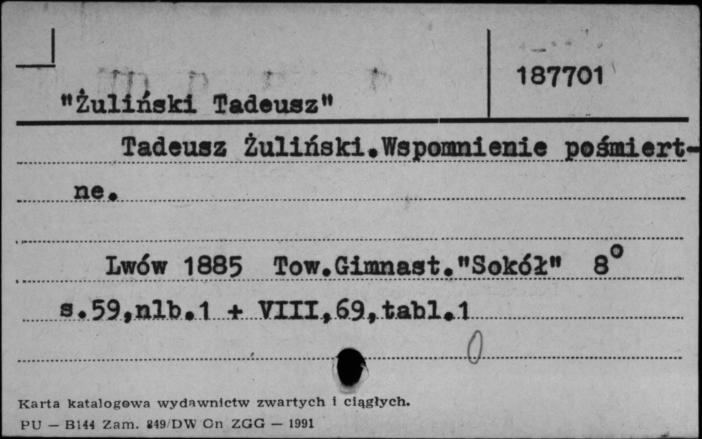 187701
"Żuliński Tadeusz"
Tadeusz Żuliński.Wspomnienie pośmiert-
ne.
Lwów 1885 Tow.Gimnast."Sokół" 8°
s.59,nlb.1 + VIII,69,tabl.1
0
Karta katalogowa wydawnictw zwartych i ciągłych.
PU — B144 Zam. 849/DW On ZGG — 1991